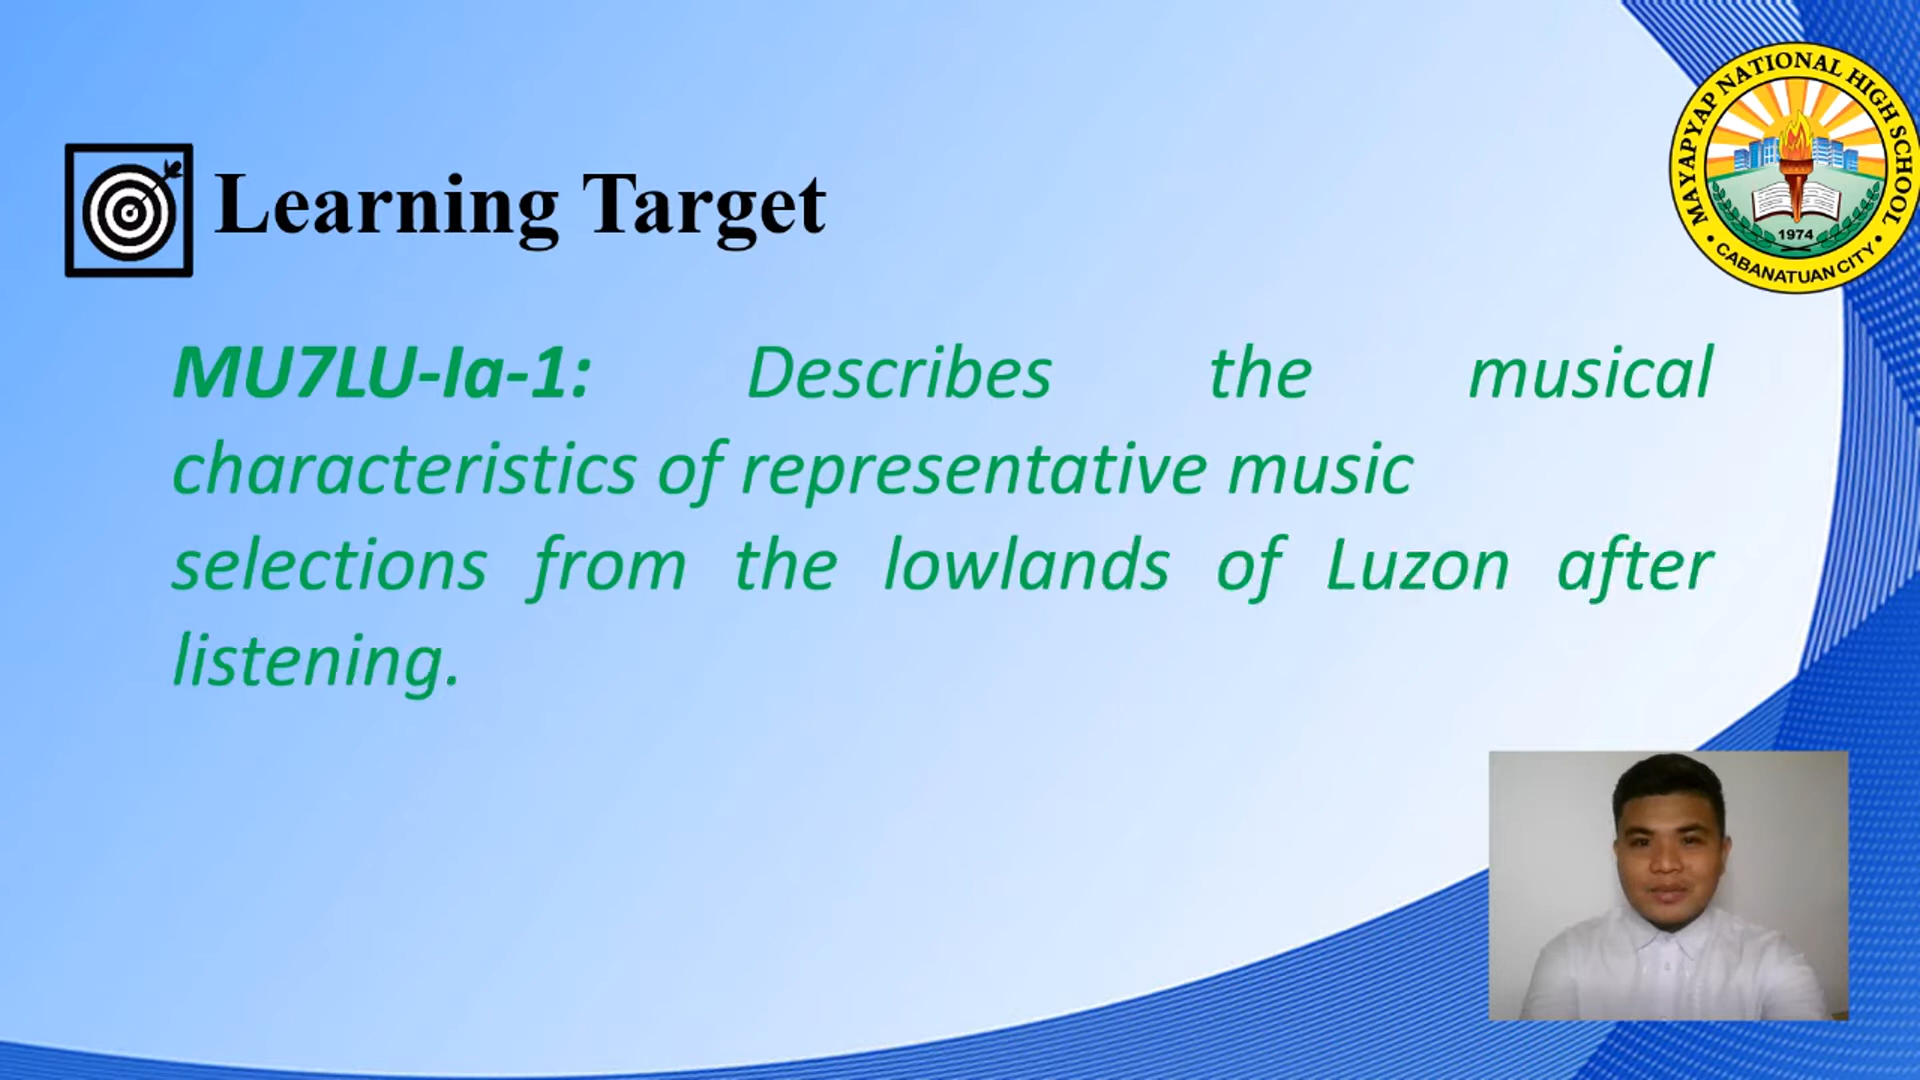 Learning Target
MU7LU-Ia-1: Describes the musical
characteristics of representative music
selections from the lowlands of Luzon after
listening.
MAYAPYAP NATIONAL HIGH SCHOOL
1974
CABANATUAN CITY